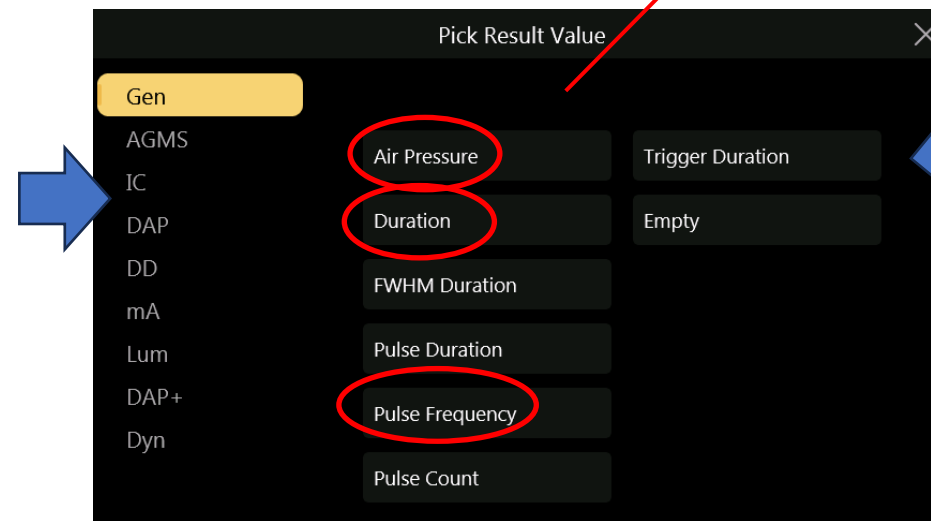 Pick Result Value
Gen
AGMS
IC
DAP
DD
mA
Lum
DAP+
Dyn
Air Pressure
Trigger Duration
Duration
Empty
FWHM Duration
Pulse Duration
Pulse Frequency
Pulse Count